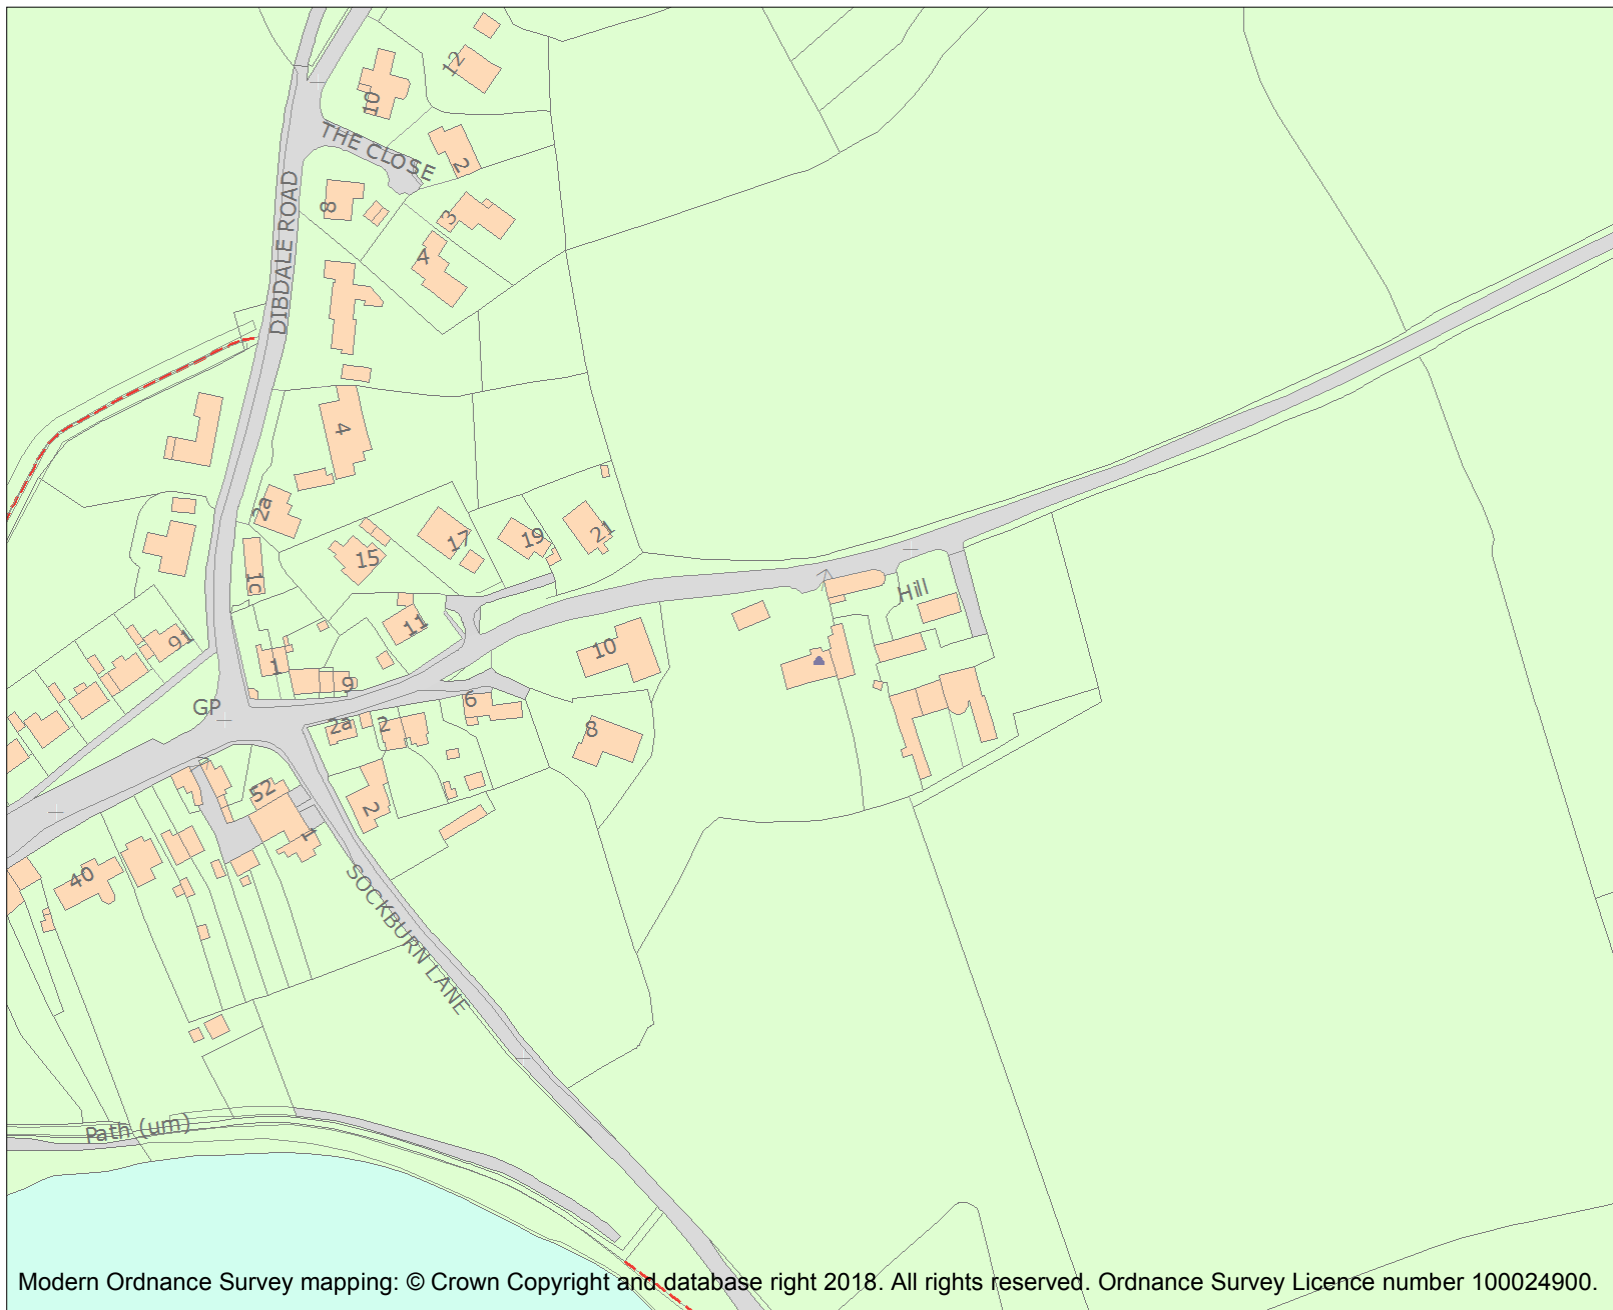 12
10
THE CLOSE
2
DIBDALE ROAD
8
3
4
4
2a
15
17
19
21
1c
11
Hill
91
1
9
10
GP
6
2a
2
8
52
2
1
40
SOCKBURN LANE
Path (um)
Modern Ordnance Survey mapping: © Crown Copyright and database right 2018. All rights reserved. Ordnance Survey Licence number 100024900.